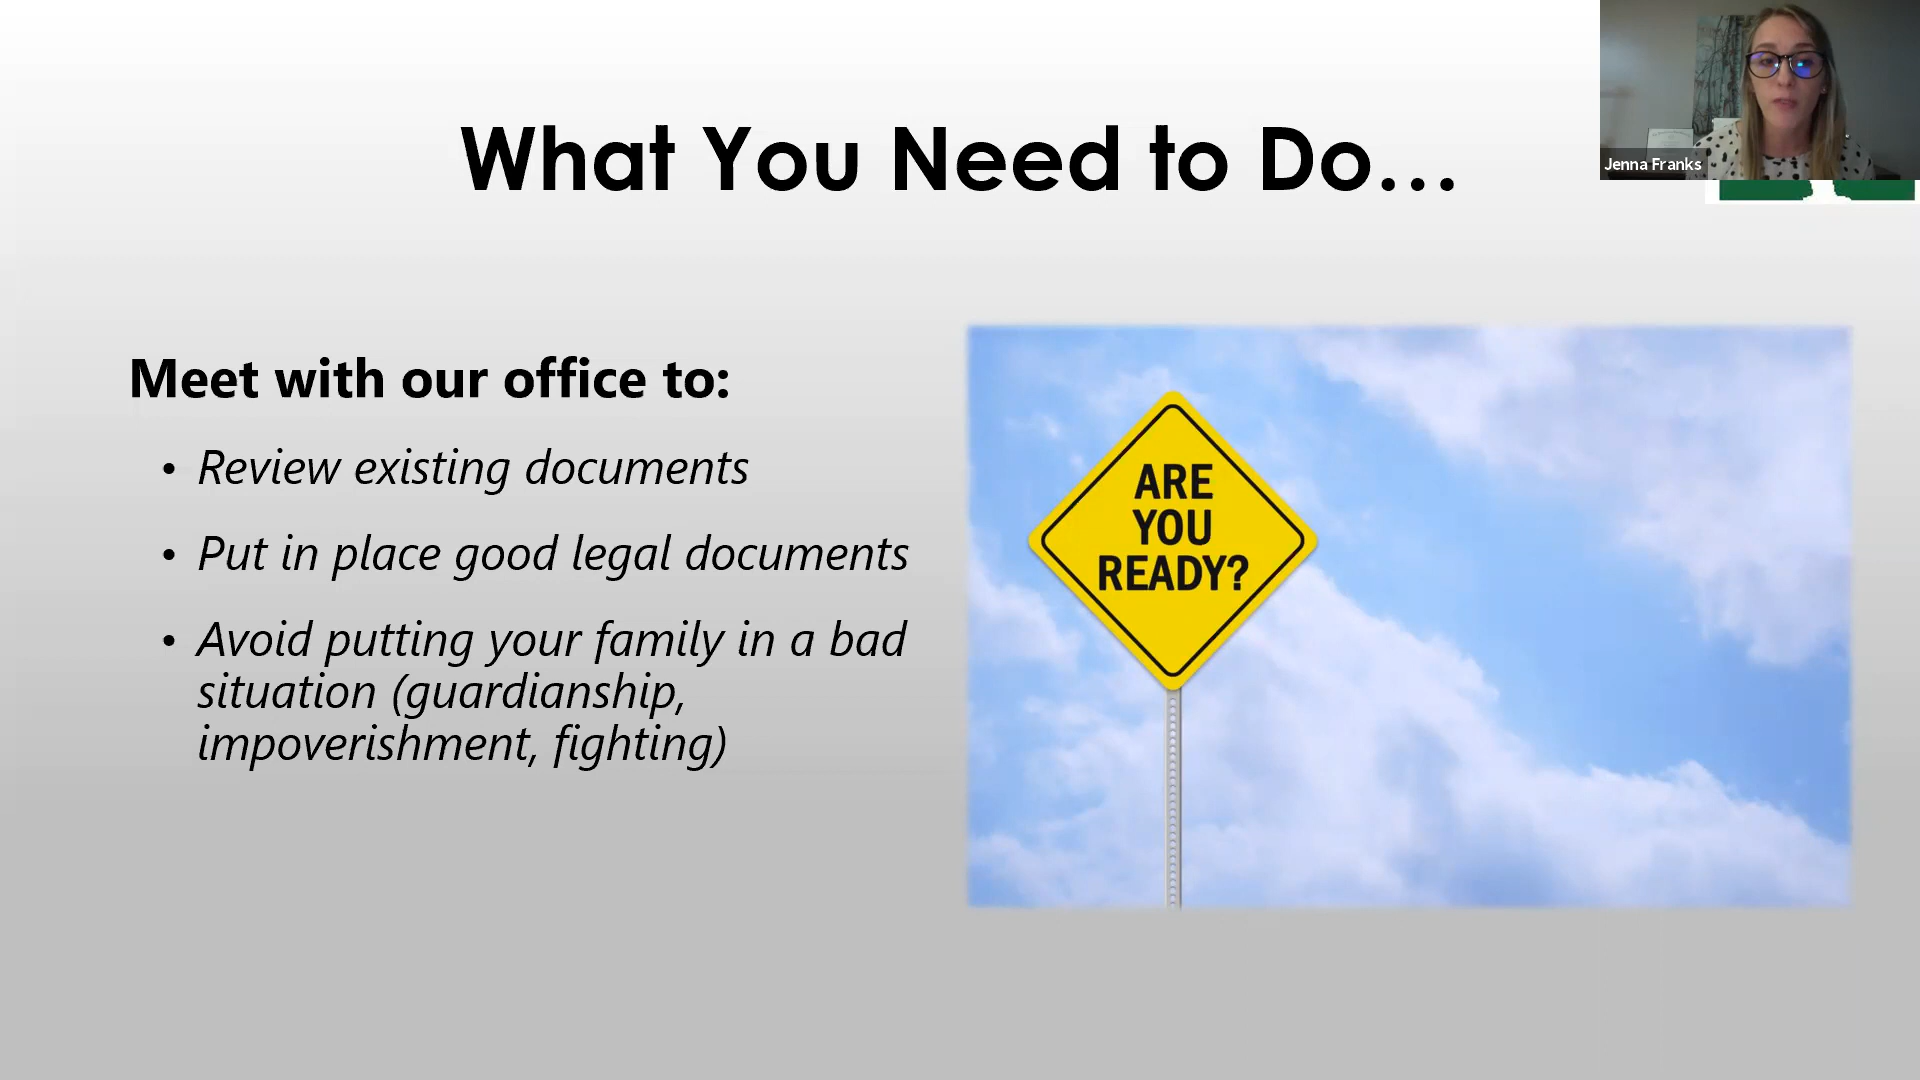 What You Need to Do...
Jenna Franks
Meet with our office to:
• Review existing documents
• Put in place good legal documents
• Avoid putting your family in a bad
situation (guardianship,
impoverishment, fighting)
ARE
YOU
READY?